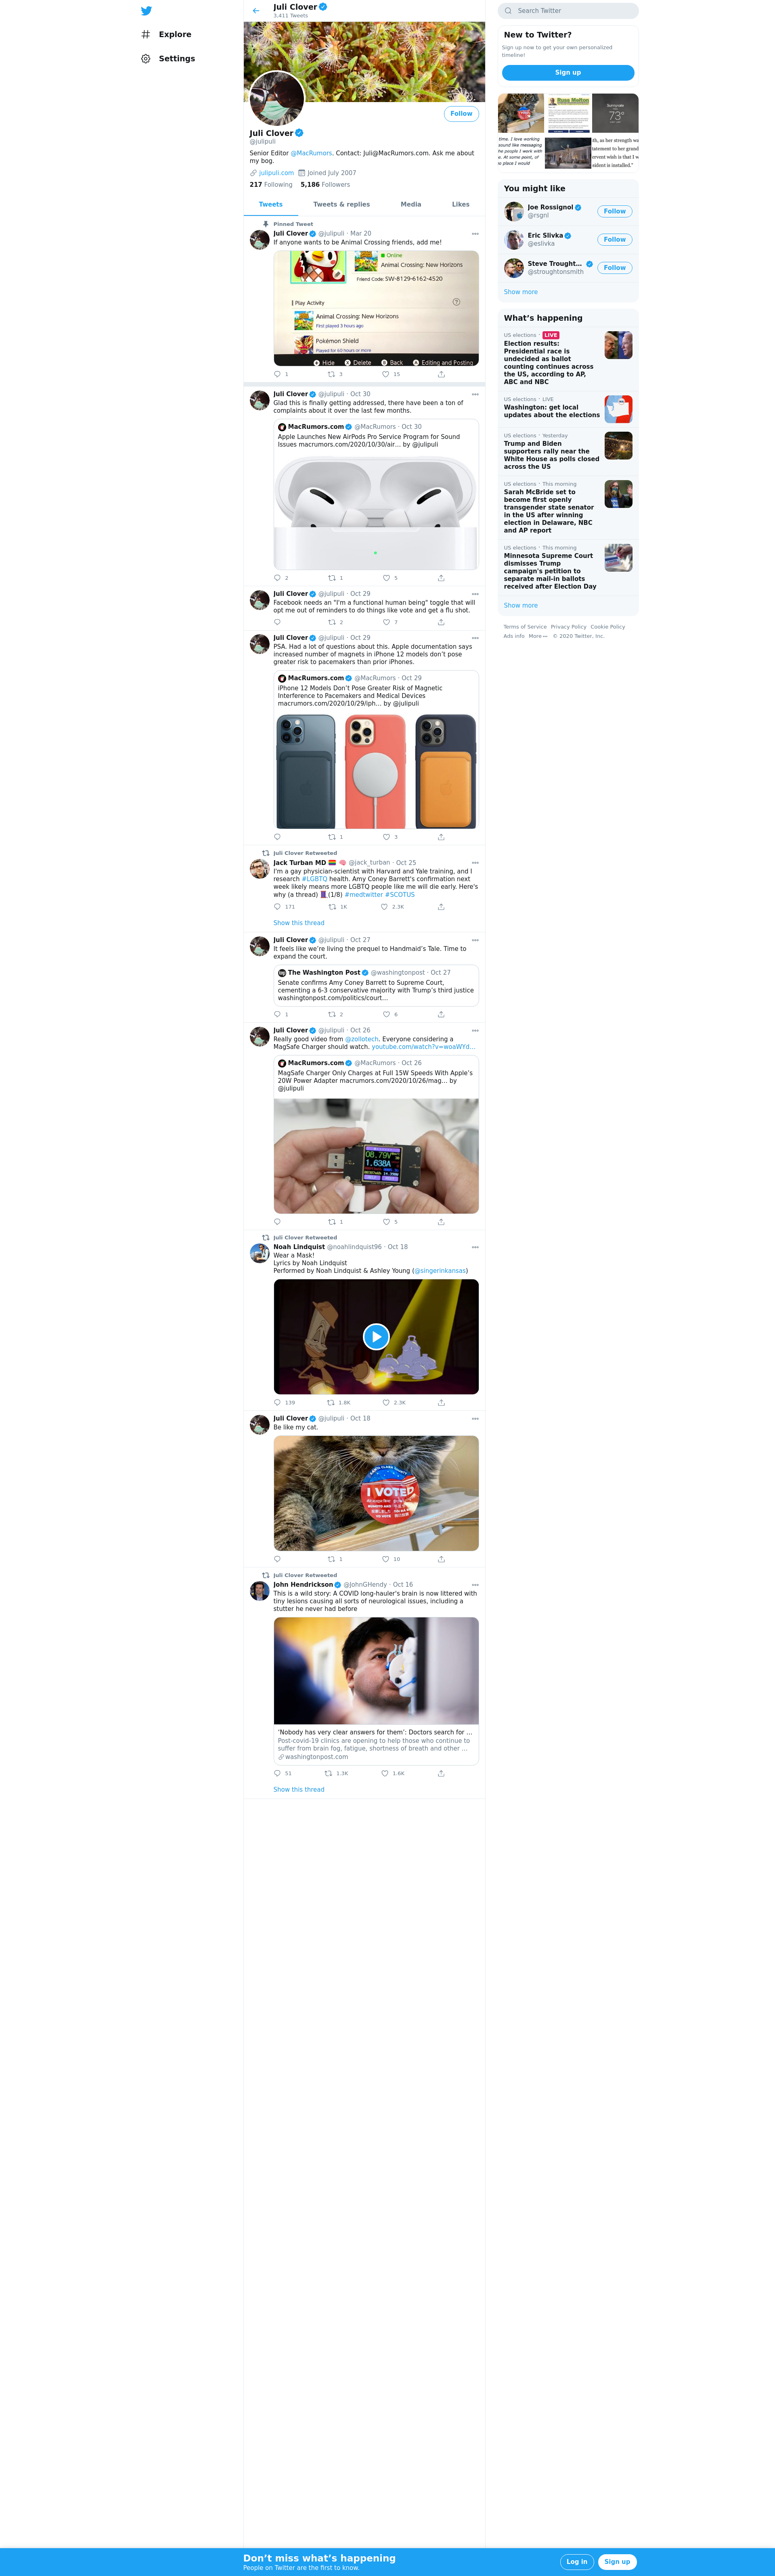 Explore
Settings
Juli Clover
3,411 Tweets
Follow
Juli Clover
@julipuli
Senior Editor @MacRumors. Contact: Juli@MacRumors.com. Ask me about
my bog.
julipuli.com Joined July 2007
217 Following 5,186 Followers
Tweets Tweets & replies Media Likes
Pinned Tweet
Juli Clover @julipuli · Mar 20
If anyone wants to be Animal Crossing friends, add me!
Online
Animal Crossing: New Horizons
Friend Code: SW-8129-6162-4520
Play Activity
Animal Crossing: New Horizons
First played 3 hours ago
Pokémon Shield
Played for 60 hours or more
Hide Delete Back Editing and Posting
1 3 15
Juli Clover @julipuli · Oct 30
Glad this is finally getting addressed, there have been a ton of
complaints about it over the last few months.
MacRumors.com @MacRumors · Oct 30
Apple Launches New AirPods Pro Service Program for Sound
Issues macrumors.com/2020/10/30/air… by @julipuli
2 1 5
Juli Clover @julipuli · Oct 29
Facebook needs an "I'm a functional human being" toggle that will
opt me out of reminders to do things like vote and get a flu shot.
2 7
Juli Clover @julipuli · Oct 29
PSA. Had a lot of questions about this. Apple documentation says
increased number of magnets in iPhone 12 models don’t pose
greater risk to pacemakers than prior iPhones.
MacRumors.com @MacRumors · Oct 29
iPhone 12 Models Don't Pose Greater Risk of Magnetic
Interference to Pacemakers and Medical Devices
macrumors.com/2020/10/29/iph… by @julipuli
1 3
Juli Clover Retweeted
Jack Turban MD 🏳️‍🌈 🧠 @jack_turban · Oct 25
I'm a gay physician-scientist with Harvard and Yale training, and I
research #LGBTQ health. Amy Coney Barrett's confirmation next
week likely means more LGBTQ people like me will die early. Here's
why (a thread) 🧵(1/8) #medtwitter #SCOTUS
171 1K 2.3K
Show this thread
Juli Clover @julipuli · Oct 27
It feels like we’re living the prequel to Handmaid’s Tale. Time to
expand the court.
The Washington Post @washingtonpost · Oct 27
Senate confirms Amy Coney Barrett to Supreme Court,
cementing a 6-3 conservative majority with Trump’s third justice
washingtonpost.com/politics/court…
1 2 6
Juli Clover @julipuli · Oct 26
Really good video from @zollotech. Everyone considering a
MagSafe Charger should watch. youtube.com/watch?v=woaWYd…
MacRumors.com @MacRumors · Oct 26
MagSafe Charger Only Charges at Full 15W Speeds With Apple's
20W Power Adapter macrumors.com/2020/10/26/mag… by
@julipuli
08.79V
1.638A
1 5
Juli Clover Retweeted
Noah Lindquist @noahlindquist96 · Oct 18
Wear a Mask!
Lyrics by Noah Lindquist
Performed by Noah Lindquist & Ashley Young (@singerinkansas)
139 1.8K 2.3K
Juli Clover @julipuli · Oct 18
Be like my cat.
I VOTED
1 10
Juli Clover Retweeted
John Hendrickson @JohnGHendy · Oct 16
This is a wild story: A COVID long-hauler's brain is now littered with
tiny lesions causing all sorts of neurological issues, including a
stutter he never had before
'Nobody has very clear answers for them': Doctors search for ...
Post-covid-19 clinics are opening to help those who continue to
suffer from brain fog, fatigue, shortness of breath and other ...
washingtonpost.com
51 1.3K 1.6K
Show this thread
Search Twitter
New to Twitter?
Sign up now to get your own personalized
timeline!
Sign up
73°
You might like
Joe Rossignol
@rsgnl
Follow
Eric Slivka
@eslivka
Follow
Steve Trought...
@stroughtonsmith
Follow
Show more
What’s happening
US elections · LIVE
Election results:
Presidential race is
undecided as ballot
counting continues across
the US, according to AP,
ABC and NBC
US elections · LIVE
Washington: get local
updates about the elections
US elections · Yesterday
Trump and Biden
supporters rally near the
White House as polls closed
across the US
US elections · This morning
Sarah McBride set to
become first openly
transgender state senator
in the US after winning
election in Delaware, NBC
and AP report
US elections · This morning
Minnesota Supreme Court
dismisses Trump
campaign's petition to
separate mail-in ballots
received after Election Day
Show more
Terms of Service Privacy Policy Cookie Policy
Ads info More © 2020 Twitter, Inc.
Don’t miss what’s happening
People on Twitter are the first to know.
Log in Sign up